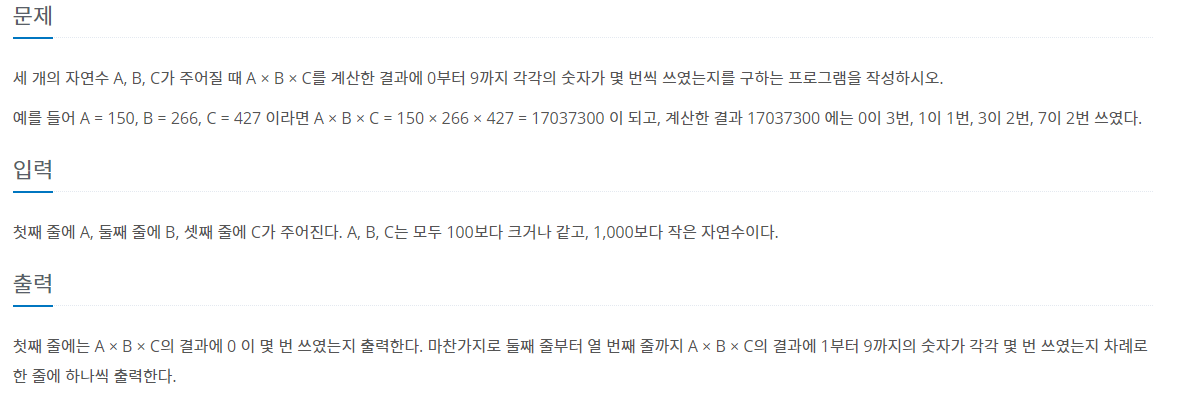 문제
세 개의 자연수 A, B, C가 주어질 때 A × B × C를 계산한 결과에 0부터 9까지 각각의 숫자가 몇 번씩 쓰였는지를 구하는 프로그램을 작성하시오.
예를 들어 A = 150, B = 266, C = 427 이라면 A × B × C = 150 × 266 × 427 = 17037300 이 되고, 계산한 결과 17037300 에는 0이 3번, 1이 1번, 3이 2번, 7이 2번 쓰였다.
입력
첫째 줄에 A, 둘째 줄에 B, 셋째 줄에 C가 주어진다. A, B, C는 모두 100보다 크거나 같고, 1,000보다 작은 자연수이다.
출력
첫째 줄에는 A × B × C의 결과에 0 이 몇 번 쓰였는지 출력한다. 마찬가지로 둘째 줄부터 열 번째 줄까지 A × B × C의 결과에 1부터 9까지의 숫자가 각각 몇 번 쓰였는지 차례로
한 줄에 하나씩 출력한다.